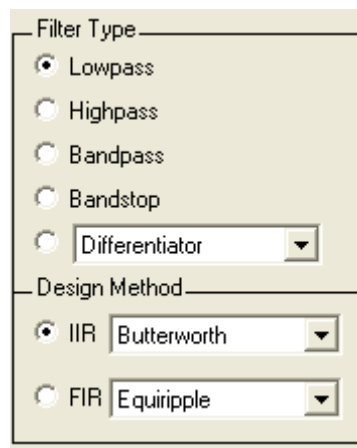 Filter Type
Lowpass
Highpass
Bandpass
Bandstop
Differentiator
Design Method
IIR Butterworth
FIR Equiripple